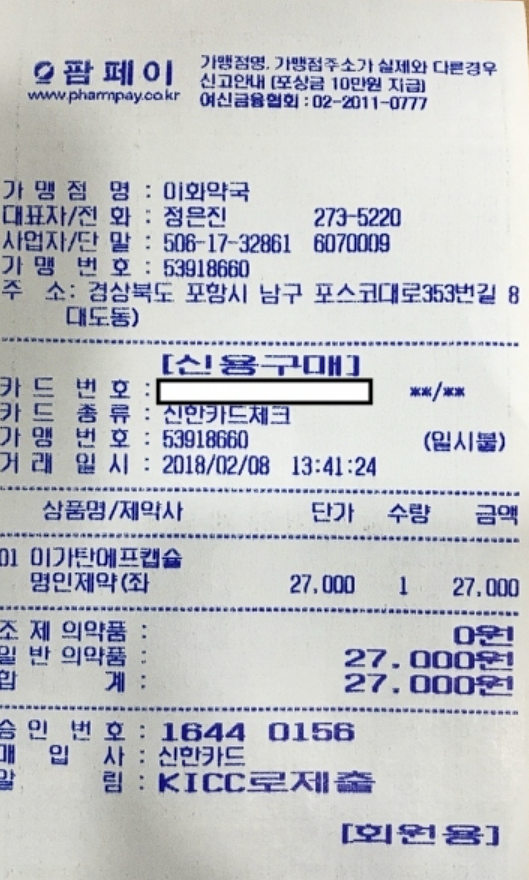 팜페이
www.pharmpay.co.kr
가맹점명, 가맹점주소가 실제와 다른경우
신고안내 (포상금 10만원 지급)
여신금융협회 : 02-2011-0777
가 맹 점 명 : 이화약국
대표자/전 화 : 정은진 273-5220
사업자/단 말 : 506-17-32861 6070009
가 맹 번 호 : 53918660
주 소: 경상북도 포항시 남구 포스코대로353번길 8
대도동)
[신용구매]
카 드 번 호 : **/**
카 드 종 류 : 신한카드체크
가 맹 번 호 : 53918660 (일시불)
거 래 일 시 : 2018/02/08 13:41:24
상품명/제약사 단가 수량 금액
01 이가탄에프캡슐
명인제약(좌 27,000 1 27,000
조 제 의약품 : 0원
일 반 의약품 : 27.000원
합 계 : 27.000원
승 인 번 호 : 1644 0156
매 입 사 : 신한카드
알 림 : KICC로제출
[회원용]